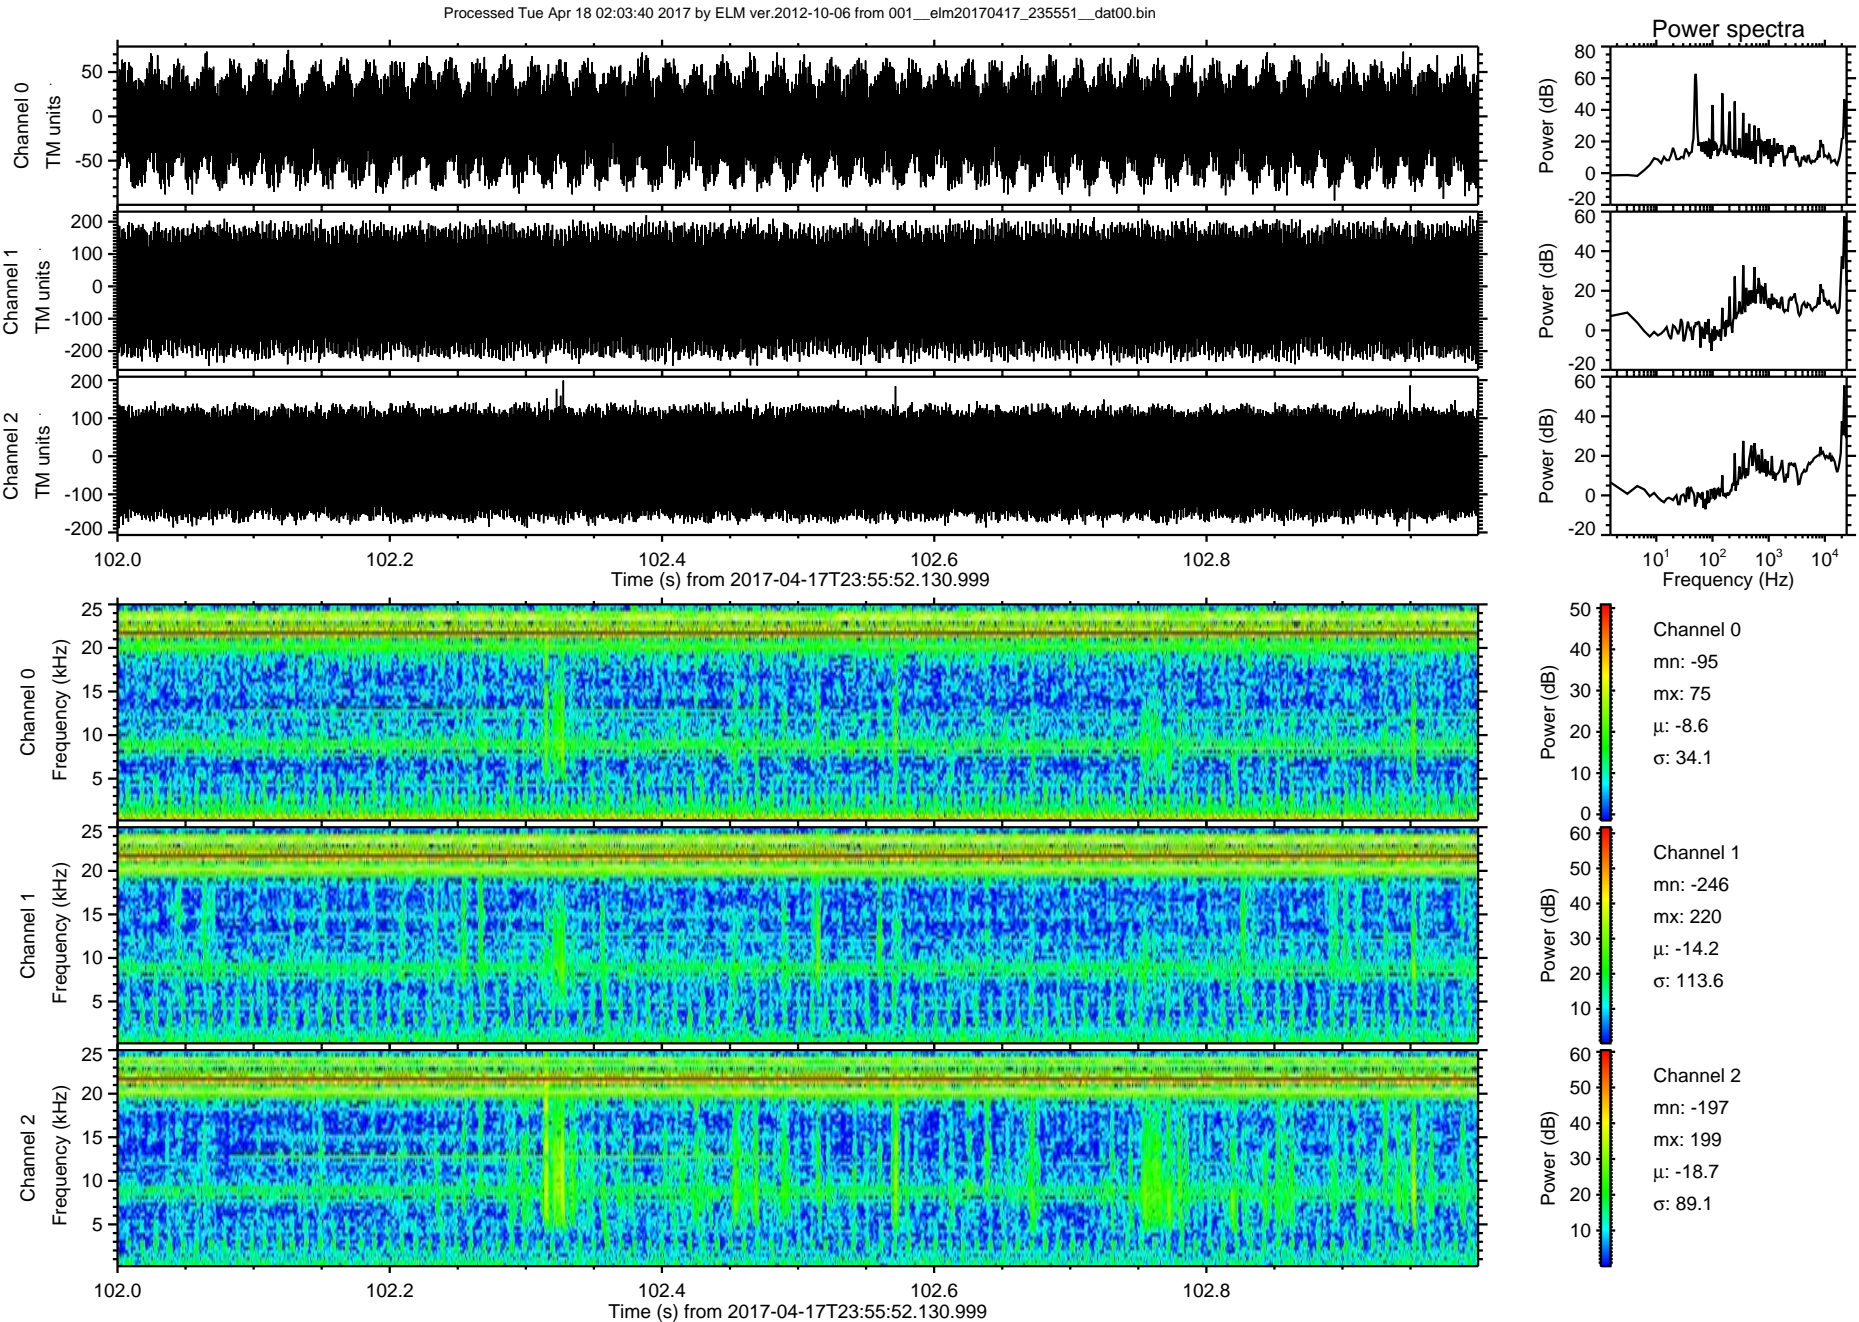 Processed Tue Apr 18 02:03:40 2017 by ELM ver.2012-10-06 from 001__elm20170417_235551__dat00.bin
Power spectra
Channel 0
TM units
50
0
-50
Power (dB)
80
60
40
20
0
-20
Channel 1
TM units
200
100
0
-100
-200
Power (dB)
60
40
20
0
-20
Channel 2
TM units
200
100
0
-100
-200
Power (dB)
60
40
20
0
-20
102.0 102.2 102.4 102.6 102.8
Time (s) from 2017-04-17T23:55:52.130.999
10¹ 10² 10³ 10⁴
Frequency (Hz)
Channel 0
Frequency (kHz)
25
20
15
10
5
Power (dB)
50
40
30
20
10
0
Channel 0
mn: -95
mx: 75
μ: -8.6
σ: 34.1
Channel 1
Frequency (kHz)
25
20
15
10
5
Power (dB)
60
50
40
30
20
10
Channel 1
mn: -246
mx: 220
μ: -14.2
σ: 113.6
Channel 2
Frequency (kHz)
25
20
15
10
5
Power (dB)
60
50
40
30
20
10
Channel 2
mn: -197
mx: 199
μ: -18.7
σ: 89.1
102.0 102.2 102.4 102.6 102.8
Time (s) from 2017-04-17T23:55:52.130.999